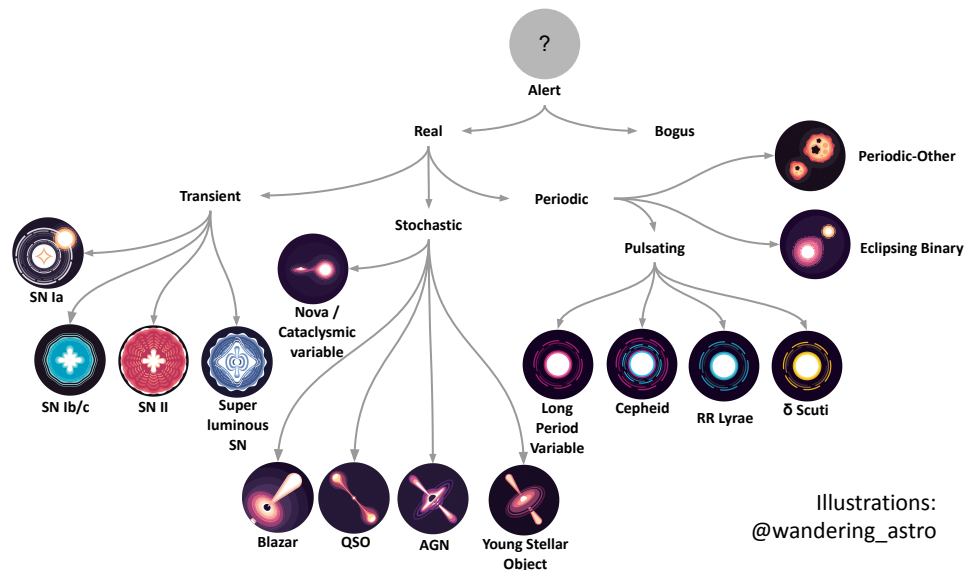 ?
Alert
Real
Bogus
Periodic-Other
Transient
Periodic
Stochastic
Pulsating
Eclipsing Binary
SN Ia
Nova /
Cataclysmic
variable
SN Ib/c
SN II
Super
luminous
SN
Long
Period
Variable
Cepheid
RR Lyrae
δ Scuti
Blazar
QSO
AGN
Young Stellar
Object
Illustrations:
@wandering_astro